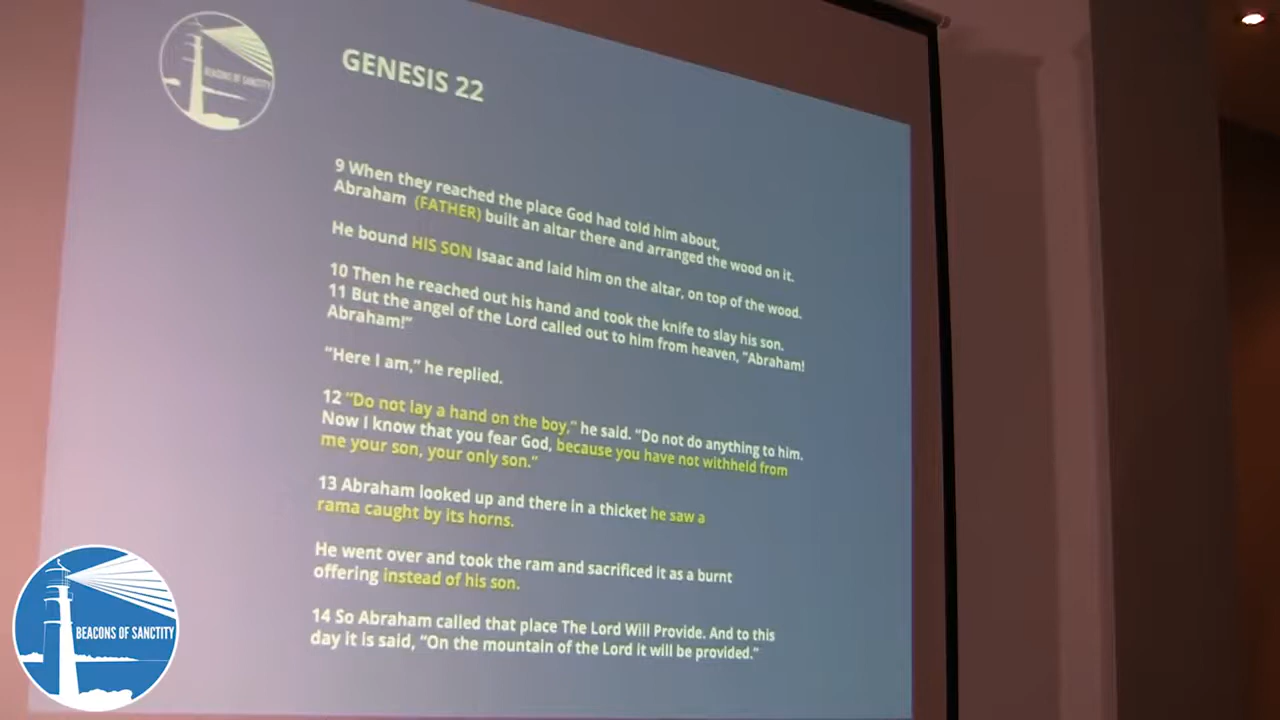 BEACONS OF SANCTITY
GENESIS 22
9 When they reached the place God had told him about,
Abraham (FATHER) built an altar there and arranged the wood on it.
He bound HIS SON Isaac and laid him on the altar, on top of the wood.
10 Then he reached out his hand and took the knife to slay his son.
11 But the angel of the Lord called out to him from heaven, "Abraham!
Abraham!"
"Here I am," he replied.
12 "Do not lay a hand on the boy," he said. "Do not do anything to him.
Now I know that you fear God, because you have not withheld from
me your son, your only son."
13 Abraham looked up and there in a thicket he saw a
rama caught by its horns.
He went over and took the ram and sacrificed it as a burnt
offering instead of his son.
14 So Abraham called that place The Lord Will Provide. And to this
day it is said, "On the mountain of the Lord it will be provided."
BEACONS OF SANCTITY